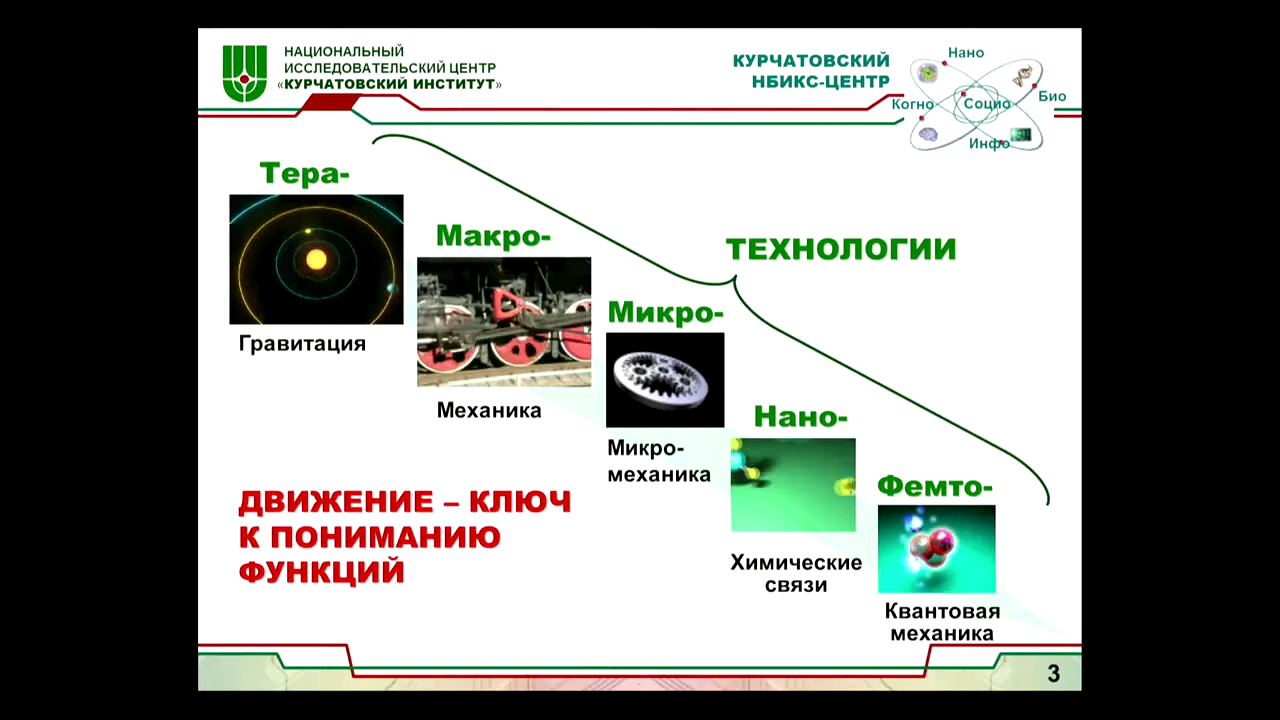 НАЦИОНАЛЬНЫЙ
ИССЛЕДОВАТЕЛЬСКИЙ ЦЕНТР
«КУРЧАТОВСКИЙ ИНСТИТУТ»
КУРЧАТОВСКИЙ
НБИКС-ЦЕНТР
Нано
Био
Когно
Социо
Инфо
Тера-
Гравитация
Макро-
Механика
ТЕХНОЛОГИИ
Микро-
Микро-
механика
Нано-
Химические
связи
Фемто-
Квантовая
механика
ДВИЖЕНИЕ – КЛЮЧ
К ПОНИМАНИЮ
ФУНКЦИЙ
3